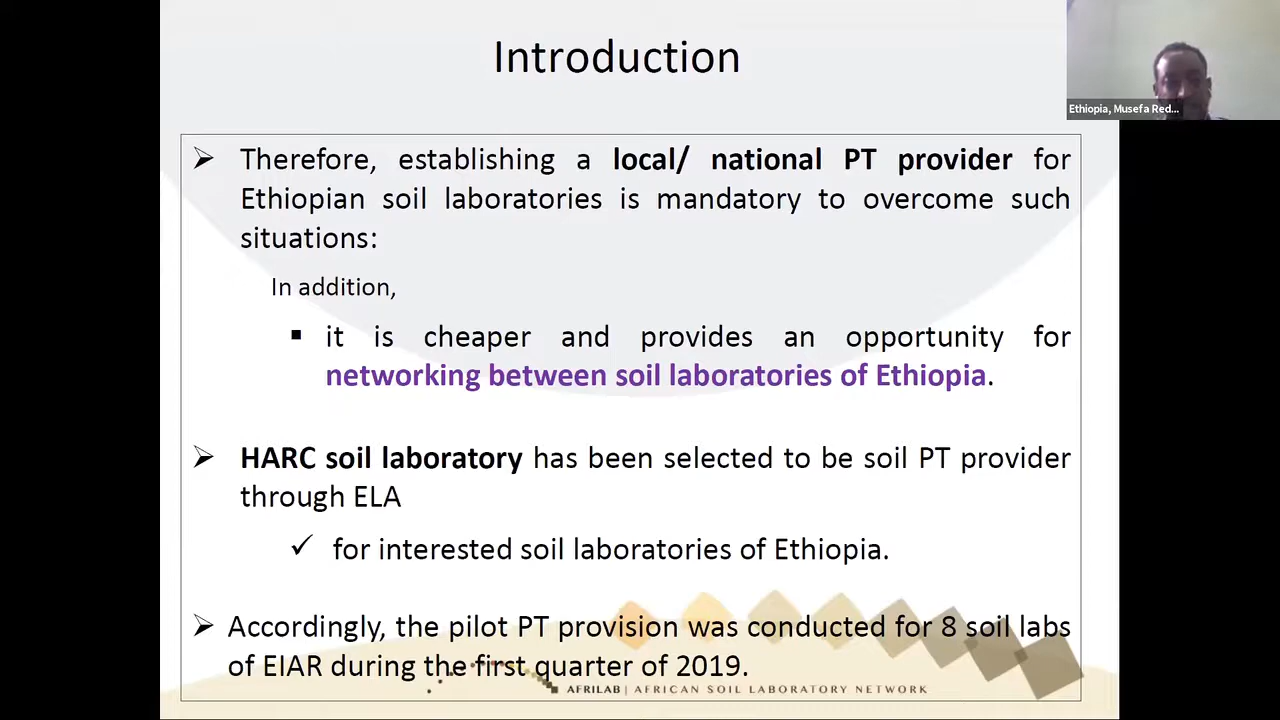 Introduction
Ethiopia, Musefa Red...
➢ Therefore, establishing a local/ national PT provider for
Ethiopian soil laboratories is mandatory to overcome such
situations:
In addition,
▪ it is cheaper and provides an opportunity for
networking between soil laboratories of Ethiopia.
➢ HARC soil laboratory has been selected to be soil PT provider
through ELA
✓ for interested soil laboratories of Ethiopia.
➢ Accordingly, the pilot PT provision was conducted for 8 soil labs
of EIAR during the first quarter of 2019.
AFRILAB | AFRICAN SOIL LABORATORY NETWORK